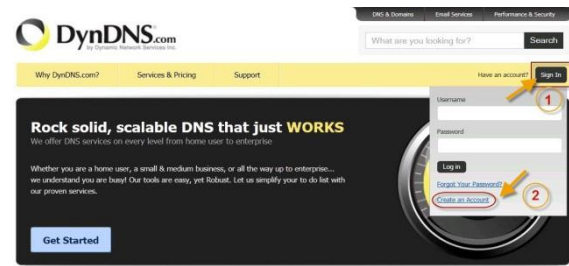 DNS & Domains Email Services Performance & Security
DynDNS.com
by Dynamic Network Services Inc.
What are you looking for? Search
Why DynDNS.com? Services & Pricing Support Have an account? Sign In
1
Username
Password
Log in
Forgot Your Password?
Create an Account
2
Rock solid, scalable DNS that just WORKS
We offer DNS services on every level from home user to enterprise
Whether you are a home user, a small & medium business, or all the way up to enterprise...
we understand you are busy! Our tools are easy, yet Robust. Let us simplify your to do list with
our proven services.
Get Started